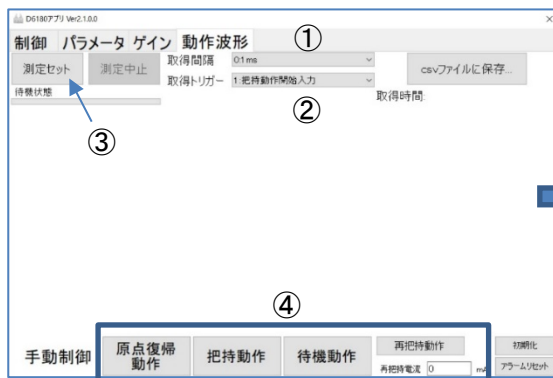 D6180アプリ Ver2.1.0.0
制御 パラメータ ゲイン 動作波形
①
測定セット 測定中止 取得間隔 0:1 ms csvファイルに保存...
待機状態 取得トリガー 1:把持動作開始入力
取得時間:
②
③
④
手動制御 原点復帰動作 把持動作 待機動作 再把持動作 初期化
再把持電流 0 mA アラームリセット